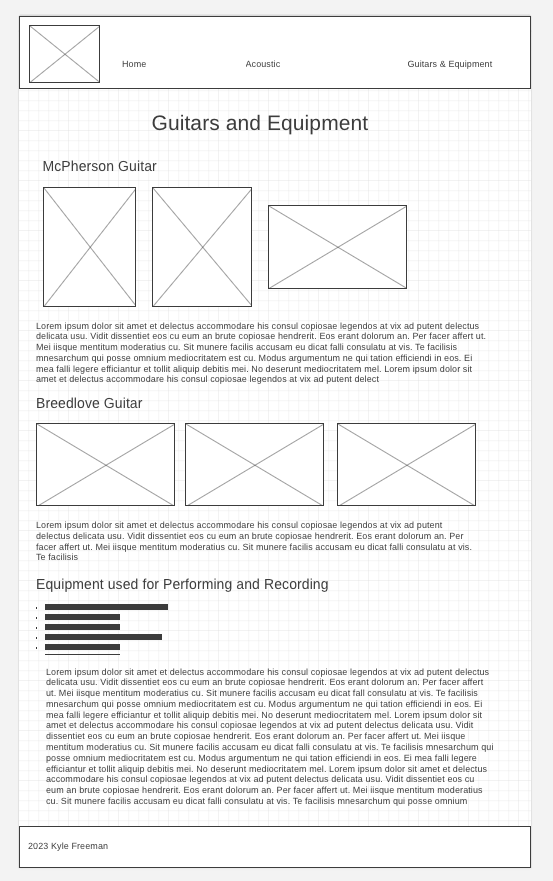 Home Acoustic Guitars & Equipment
Guitars and Equipment
McPherson Guitar
Lorem ipsum dolor sit amet et delectus accommodare his consul copiosae legendos at vix ad putent delectus
delicata usu. Vidit dissentiet eos cu eum an brute copiosae hendrerit. Eos erant dolorum an. Per facer affert ut.
Mei iisque mentitum moderatius cu. Sit munere facilis accusam eu dicat falli consulatu at vis. Te facilisis
mnesarchum qui posse omnium mediocritatem est cu. Modus argumentum ne qui tation efficiendi in eos. Ei
mea falli legere efficiantur et tollit aliquip debitis mei. No deserunt mediocritatem mel. Lorem ipsum dolor sit
amet et delectus accommodare his consul copiosae legendos at vix ad putent delect
Breedlove Guitar
Lorem ipsum dolor sit amet et delectus accommodare his consul copiosae legendos at vix ad putent
delectus delicata usu. Vidit dissentiet eos cu eum an brute copiosae hendrerit. Eos erant dolorum an. Per
facer affert ut. Mei iisque mentitum moderatius cu. Sit munere facilis accusam eu dicat falli consulatu at vis.
Te facilisis
Equipment used for Performing and Recording
Lorem ipsum dolor sit amet et delectus accommodare his consul copiosae legendos at vix ad putent delectus
delicata usu. Vidit dissentiet eos cu eum an brute copiosae hendrerit. Eos erant dolorum an. Per facer affert
ut. Mei iisque mentitum moderatius cu. Sit munere facilis accusam eu dicat falli consulatu at vis. Te facilisis
mnesarchum qui posse omnium mediocritatem est cu. Modus argumentum ne qui tation efficiendi in eos. Ei
mea falli legere efficiantur et tollit aliquip debitis mei. No deserunt mediocritatem mel. Lorem ipsum dolor sit
amet et delectus accommodare his consul copiosae legendos at vix ad putent delectus delicata usu. Vidit
dissentiet eos cu eum an brute copiosae hendrerit. Eos erant dolorum an. Per facer affert ut. Mei iisque
mentitum moderatius cu. Sit munere facilis accusam eu dicat falli consulatu at vis. Te facilisis mnesarchum qui
posse omnium mediocritatem est cu. Modus argumentum ne qui tation efficiendi in eos. Ei mea falli legere
efficiantur et tollit aliquip debitis mei. No deserunt mediocritatem mel. Lorem ipsum dolor sit amet et delectus
accommodare his consul copiosae legendos at vix ad putent delectus delicata usu. Vidit dissentiet eos cu
eum an brute copiosae hendrerit. Eos erant dolorum an. Per facer affert ut. Mei iisque mentitum moderatius
cu. Sit munere facilis accusam eu dicat falli consulatu at vis. Te facilisis mnesarchum qui posse omnium
2023 Kyle Freeman